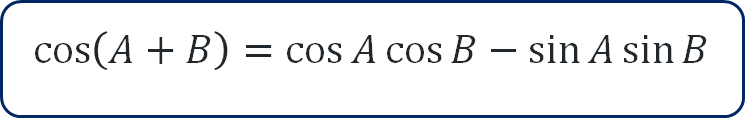 cos(A + B) = cos A cos B − sin A sin B